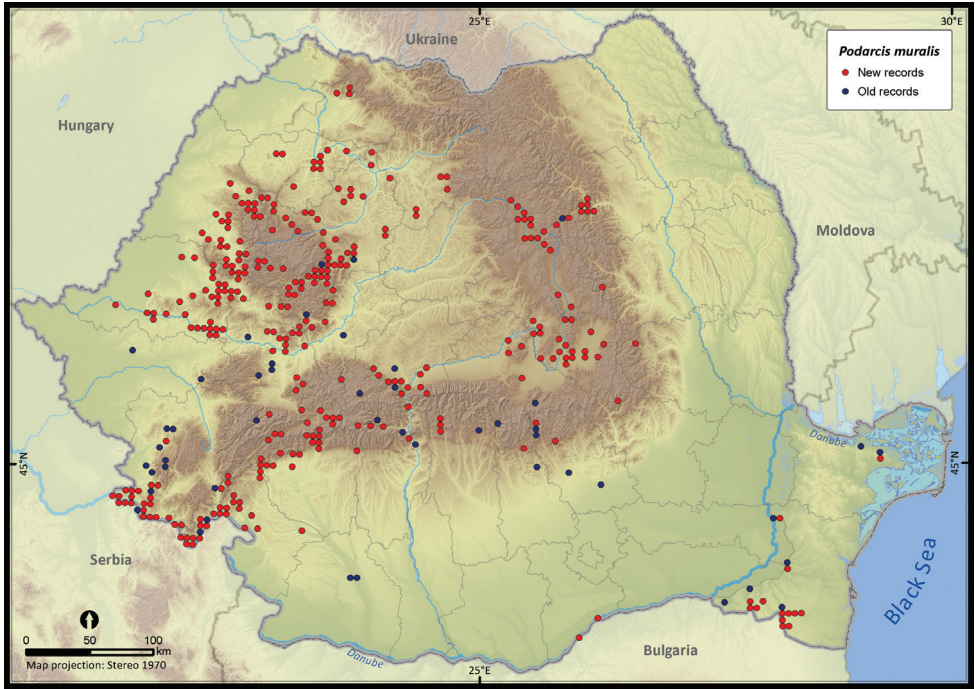 25°E
30°E
Ukraine
Podarcis muralis
New records
Old records
Hungary
Moldova
Danube
45°N
45°N
Serbia
Black Sea
0 50 100
km
Map projection: Stereo 1970
Danube
Bulgaria
25°E